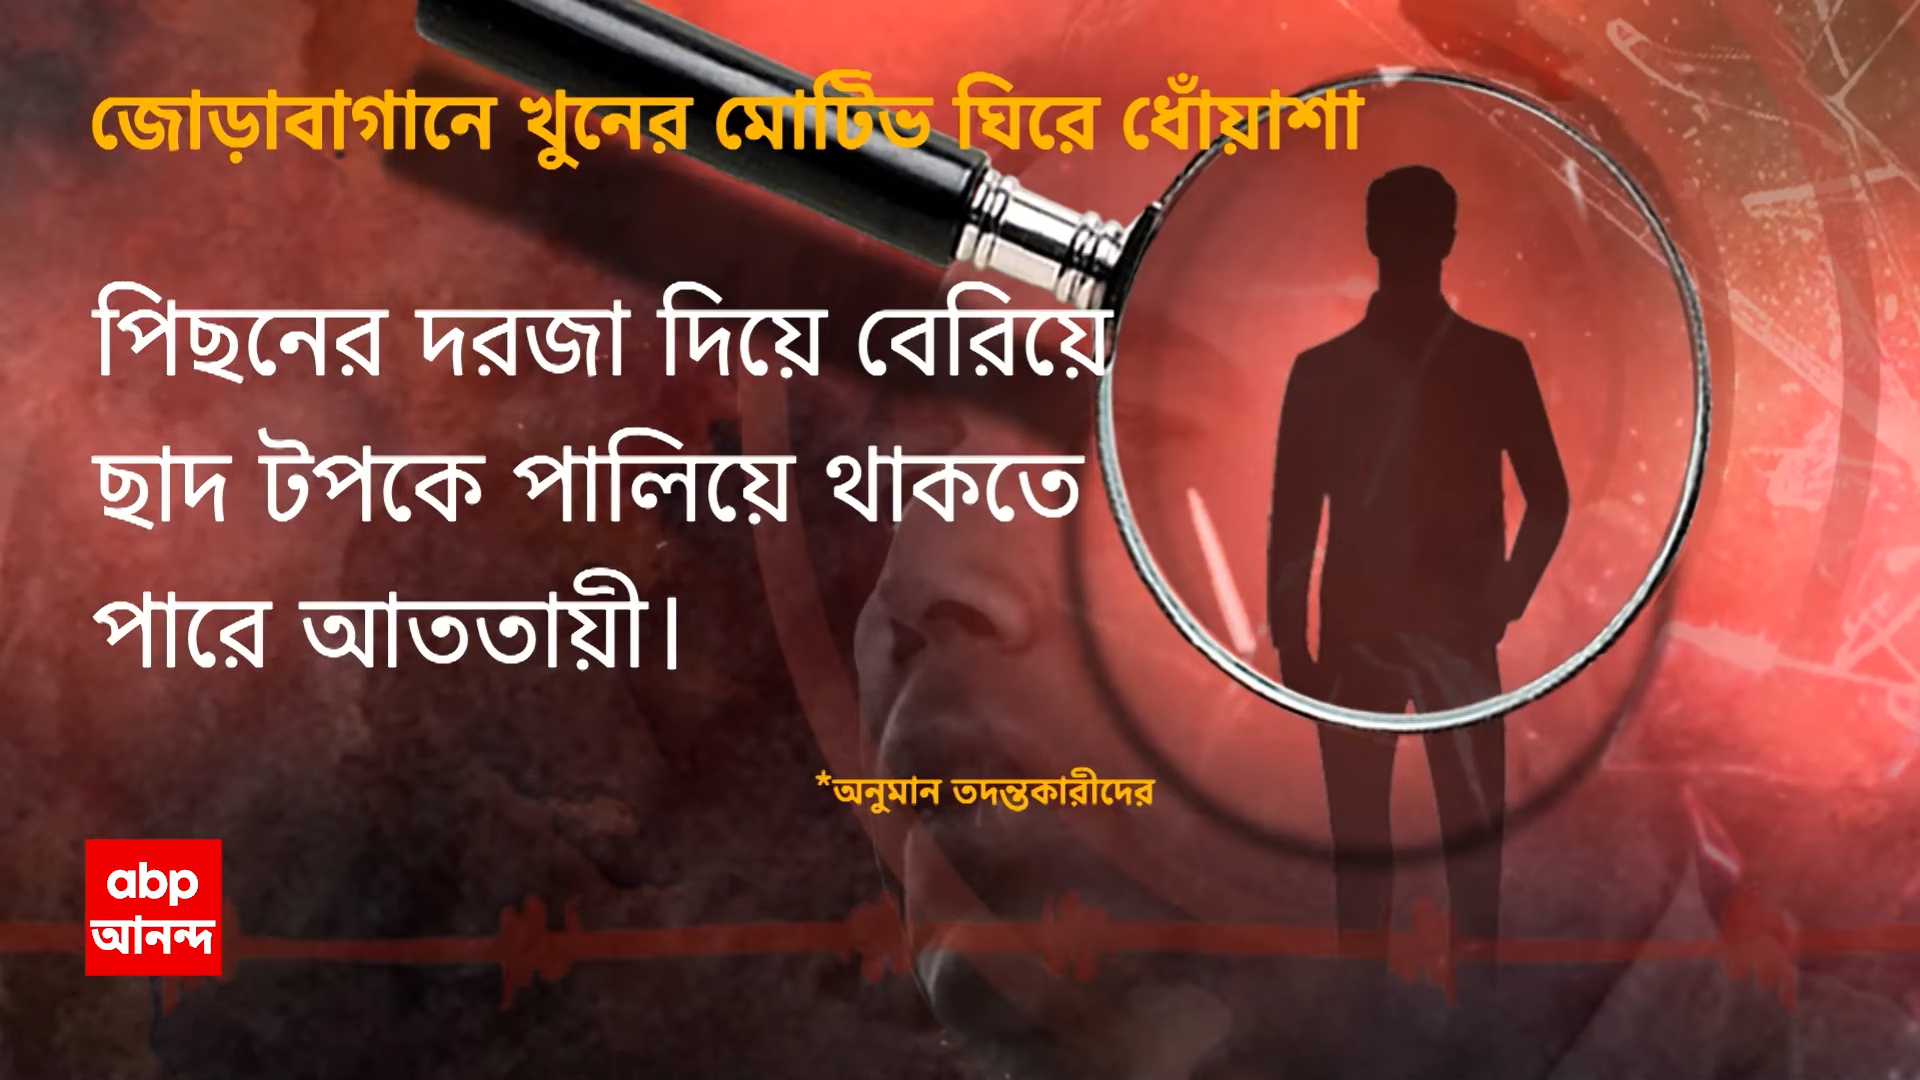 জোড়াবাগানে খুনের মোটিভ ঘিরে ধোঁয়াশা
পিছনের দরজা দিয়ে বেরিয়ে
ছাদ টপকে পালিয়ে থাকতে
পারে আততায়ী।
*অনুমান তদন্তকারীদের
abp
আনন্দ